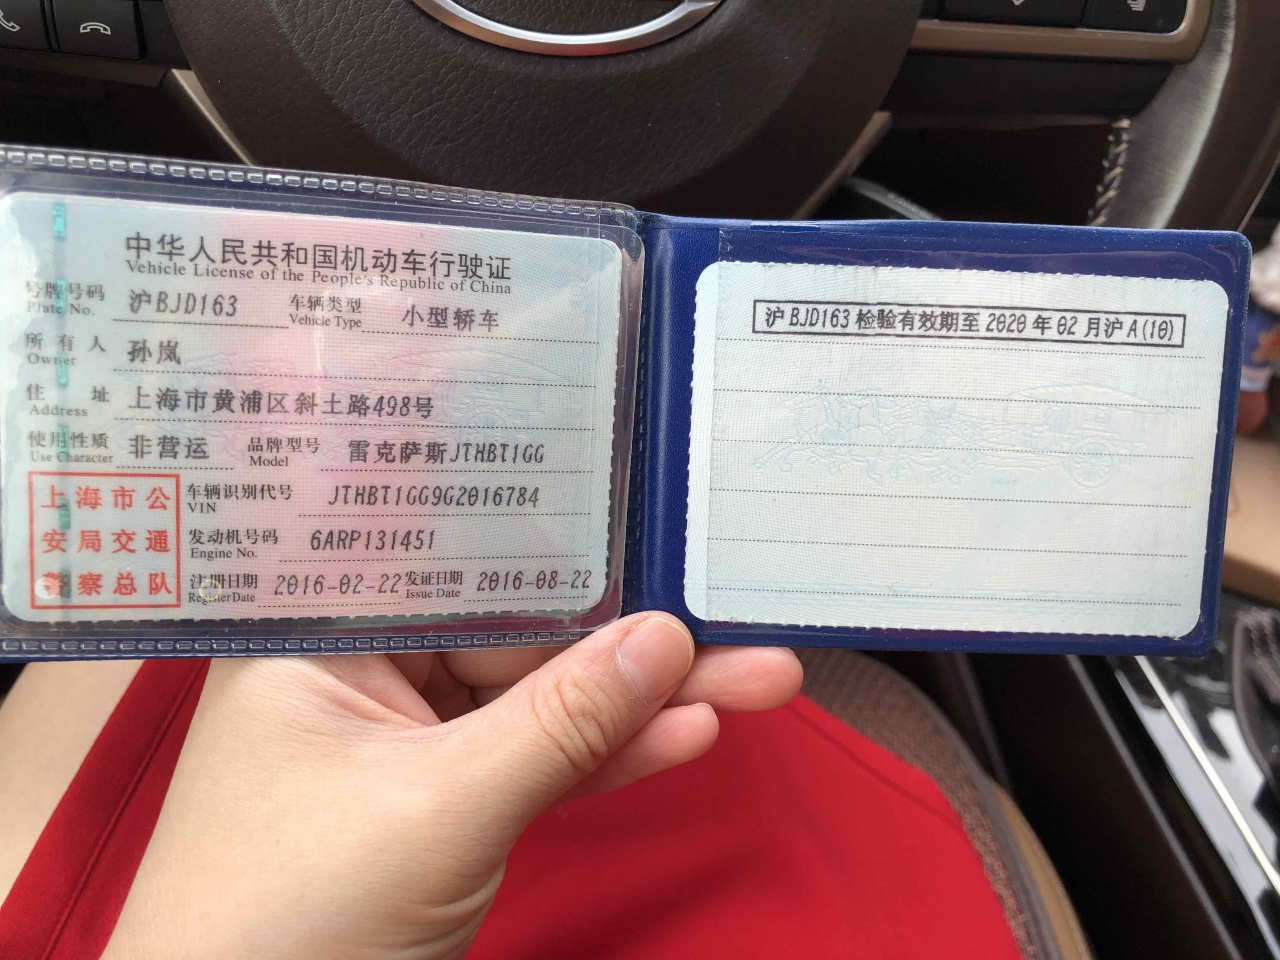 中华人民共和国机动车行驶证
Vehicle License of the People's Republic of China
号牌号码 沪BJD163 车辆类型 小型轿车
Plate No. Vehicle Type
所有人 孙岚
Owner
住址 上海市黄浦区斜土路498号
Address
使用性质 非营运 品牌型号 雷克萨斯JTHBT1GG
Use Character Model
上海市公
安局交通
警察总队
车辆识别代号 JTHBT1GG9G2016784
VIN
发动机号码 6ARP131451
Engine No.
注册日期 2016-02-22 发证日期 2016-08-22
Register Date Issue Date
沪BJD163检验有效期至2020年02月沪A(10)